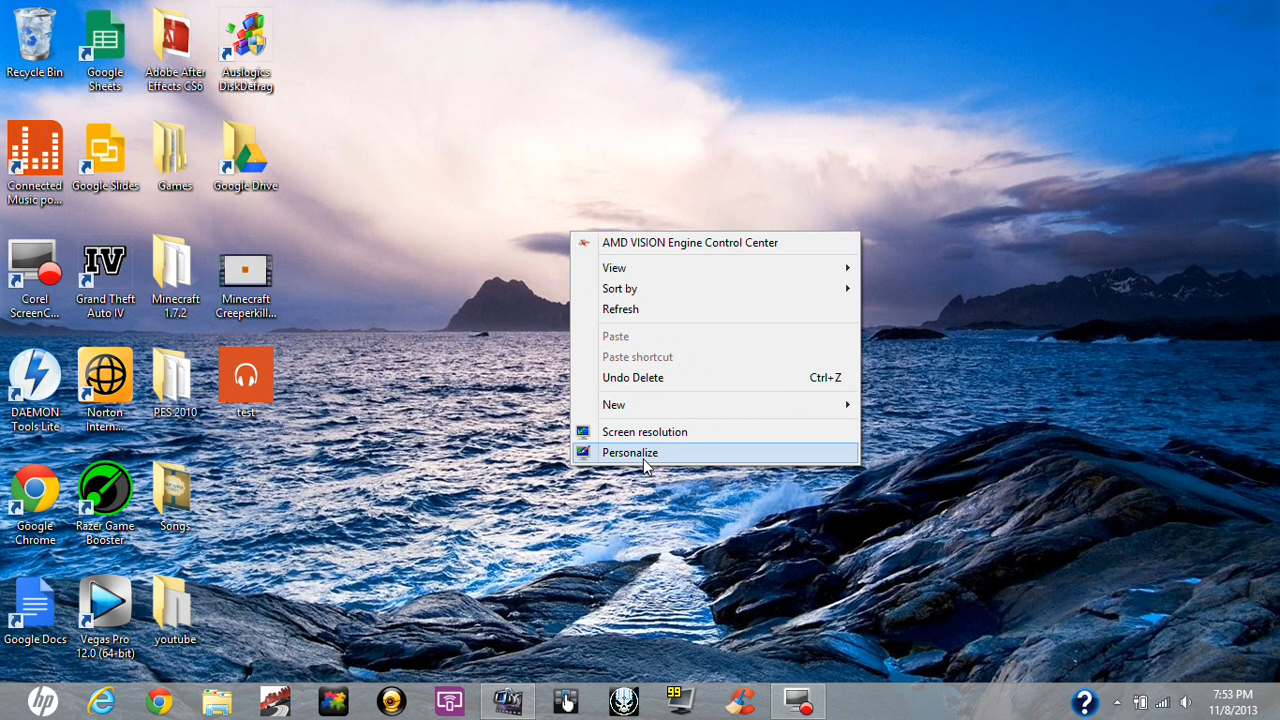 Recycle Bin
Google
Sheets
Adobe After
Effects CS6
Auslogics
DiskDefrag
Connected
Music po...
Google Slides
Games
Google Drive
Corel
ScreenC...
IV
Grand Theft
Auto IV
Minecraft
1.7.2
Minecraft
Creeperkill...
DAEMON
Tools Lite
Norton
Intern...
PES 2010
test
Google
Chrome
Razer Game
Booster
Songs
Google Docs
Vegas Pro
12.0 (64-bit)
youtube
AMD VISION Engine Control Center
View
Sort by
Refresh
Paste
Paste shortcut
Undo Delete Ctrl+Z
New
Screen resolution
Personalize
hp
99
?
7:53 PM
11/8/2013